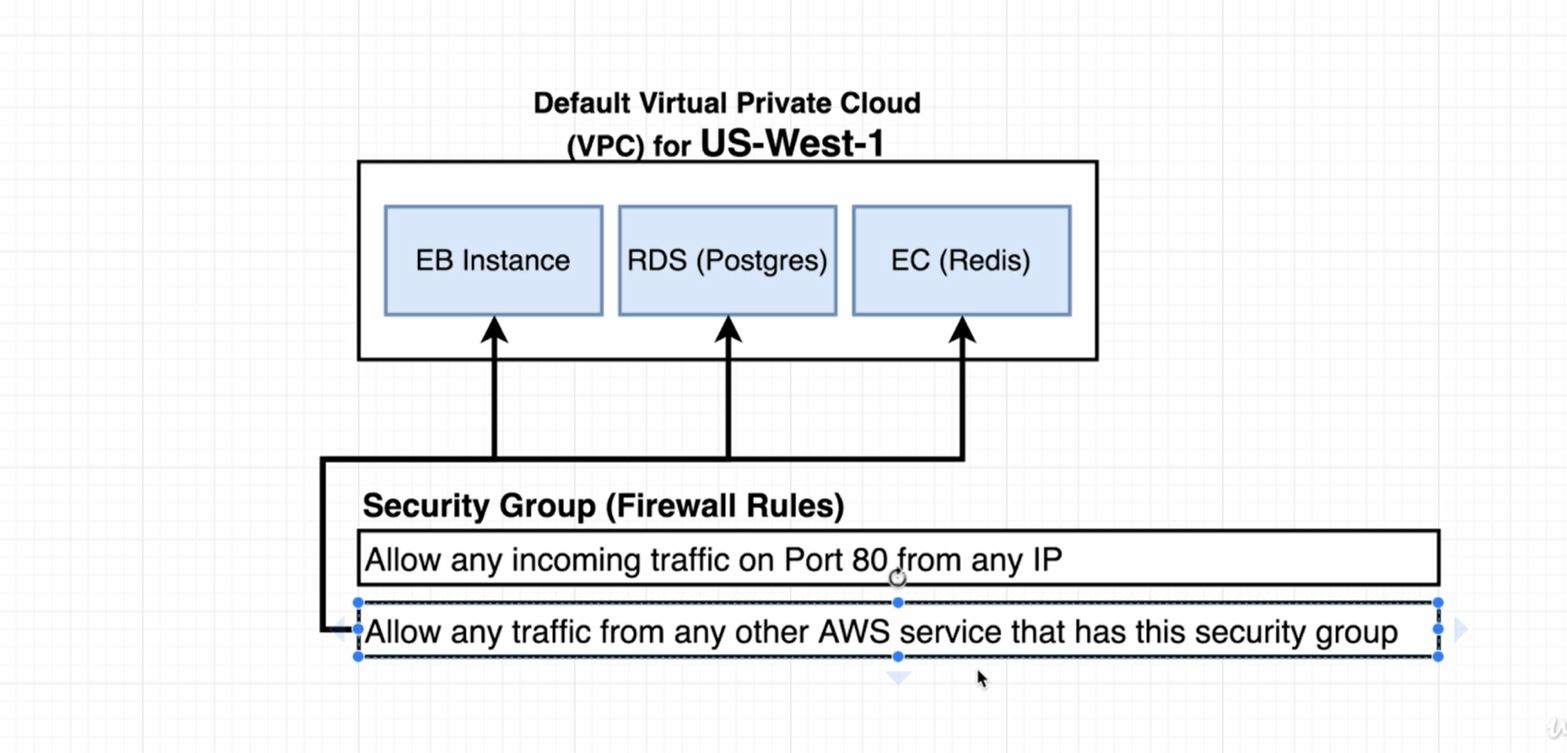 Default Virtual Private Cloud
(VPC) for US-West-1
EB Instance
RDS (Postgres)
EC (Redis)
Security Group (Firewall Rules)
Allow any incoming traffic on Port 80 from any IP
Allow any traffic from any other AWS service that has this security group